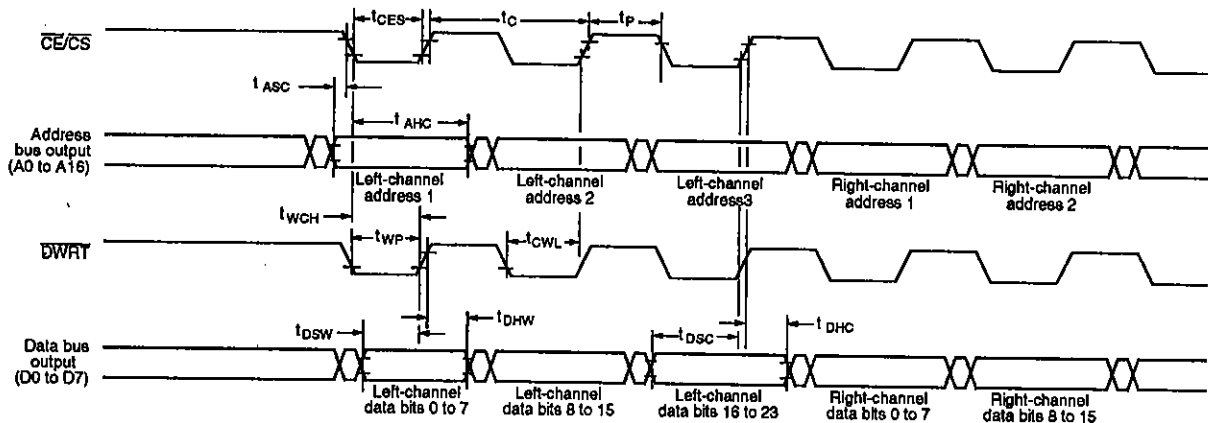 tCES
tC
tP
CE/CS
tASC
Address
bus output
(A0 to A16)
tAHC
Left-channel
address 1
Left-channel
address 2
Left-channel
address3
Right-channel
address 1
Right-channel
address 2
tWCH
tWP
tCWL
DWRT
tDSW
tDHW
tDSC
tDHC
Data bus
output
(D0 to D7)
Left-channel
data bits 0 to 7
Left-channel
data bits 8 to 15
Left-channel
data bits 16 to 23
Right-channel
data bits 0 to 7
Right-channel
data bits 8 to 15